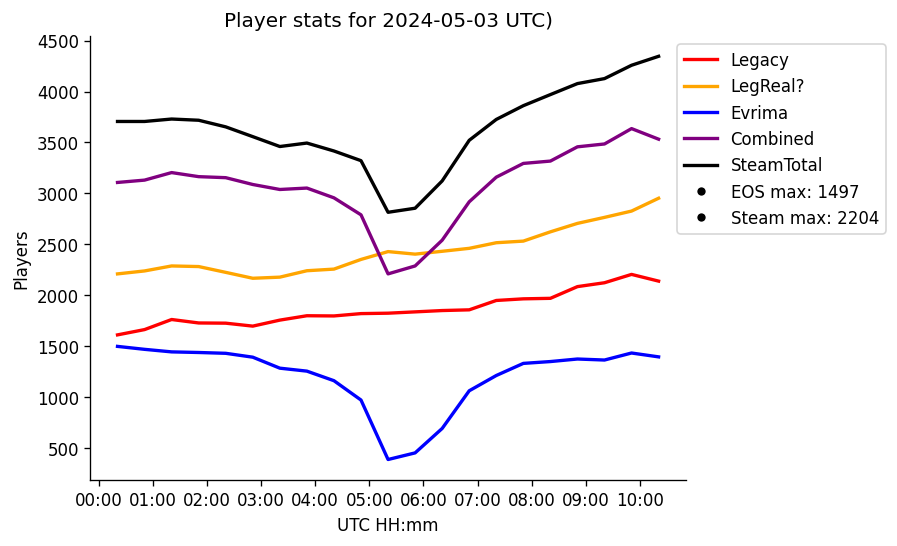 Player stats for 2024-05-03 UTC)
4500
4000
3500
3000
2500
2000
1500
1000
500
Players
00:00 01:00 02:00 03:00 04:00 05:00 06:00 07:00 08:00 09:00 10:00
UTC HH:mm
Legacy
LegReal?
Evrima
Combined
SteamTotal
EOS max: 1497
Steam max: 2204